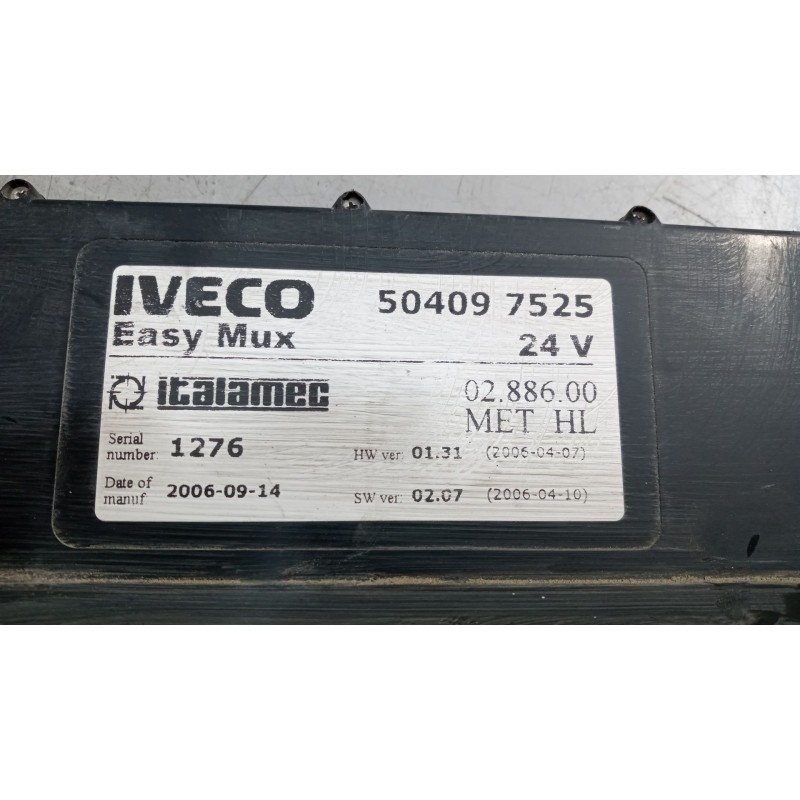 IVECO 50409 7525
Easy Mux 24 V
italamec 02.886.00
MET HL
Serial
number: 1276 HW ver: 01.31 (2006-04-07)
Date of
manuf 2006-09-14 SW ver: 02.07 (2006-04-10)